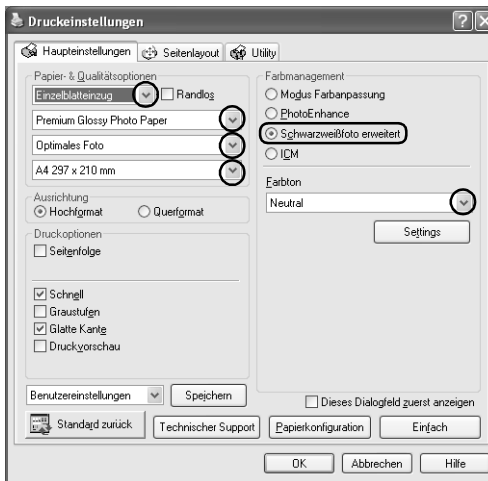 Druckeinstellungen
Haupteinstellungen Seitenlayout Utility
Papier- & Qualitätsoptionen
Einzelblatteinzug Randlos
Premium Glossy Photo Paper
Optimales Foto
A4 297 x 210 mm
Ausrichtung
Hochformat Querformat
Druckoptionen
Seitenfolge
Schnell
Graustufen
Glatte Kante
Druckvorschau
Farbmanagement
Modus Farbanpassung
PhotoEnhance
Schwarzweißfoto erweitert
ICM
Farbton
Neutral
Settings
Benutzereinstellungen Speichern
Dieses Dialogfeld zuerst anzeigen
Standard zurück Technischer Support Papierkonfiguration Einfach
OK Abbrechen Hilfe